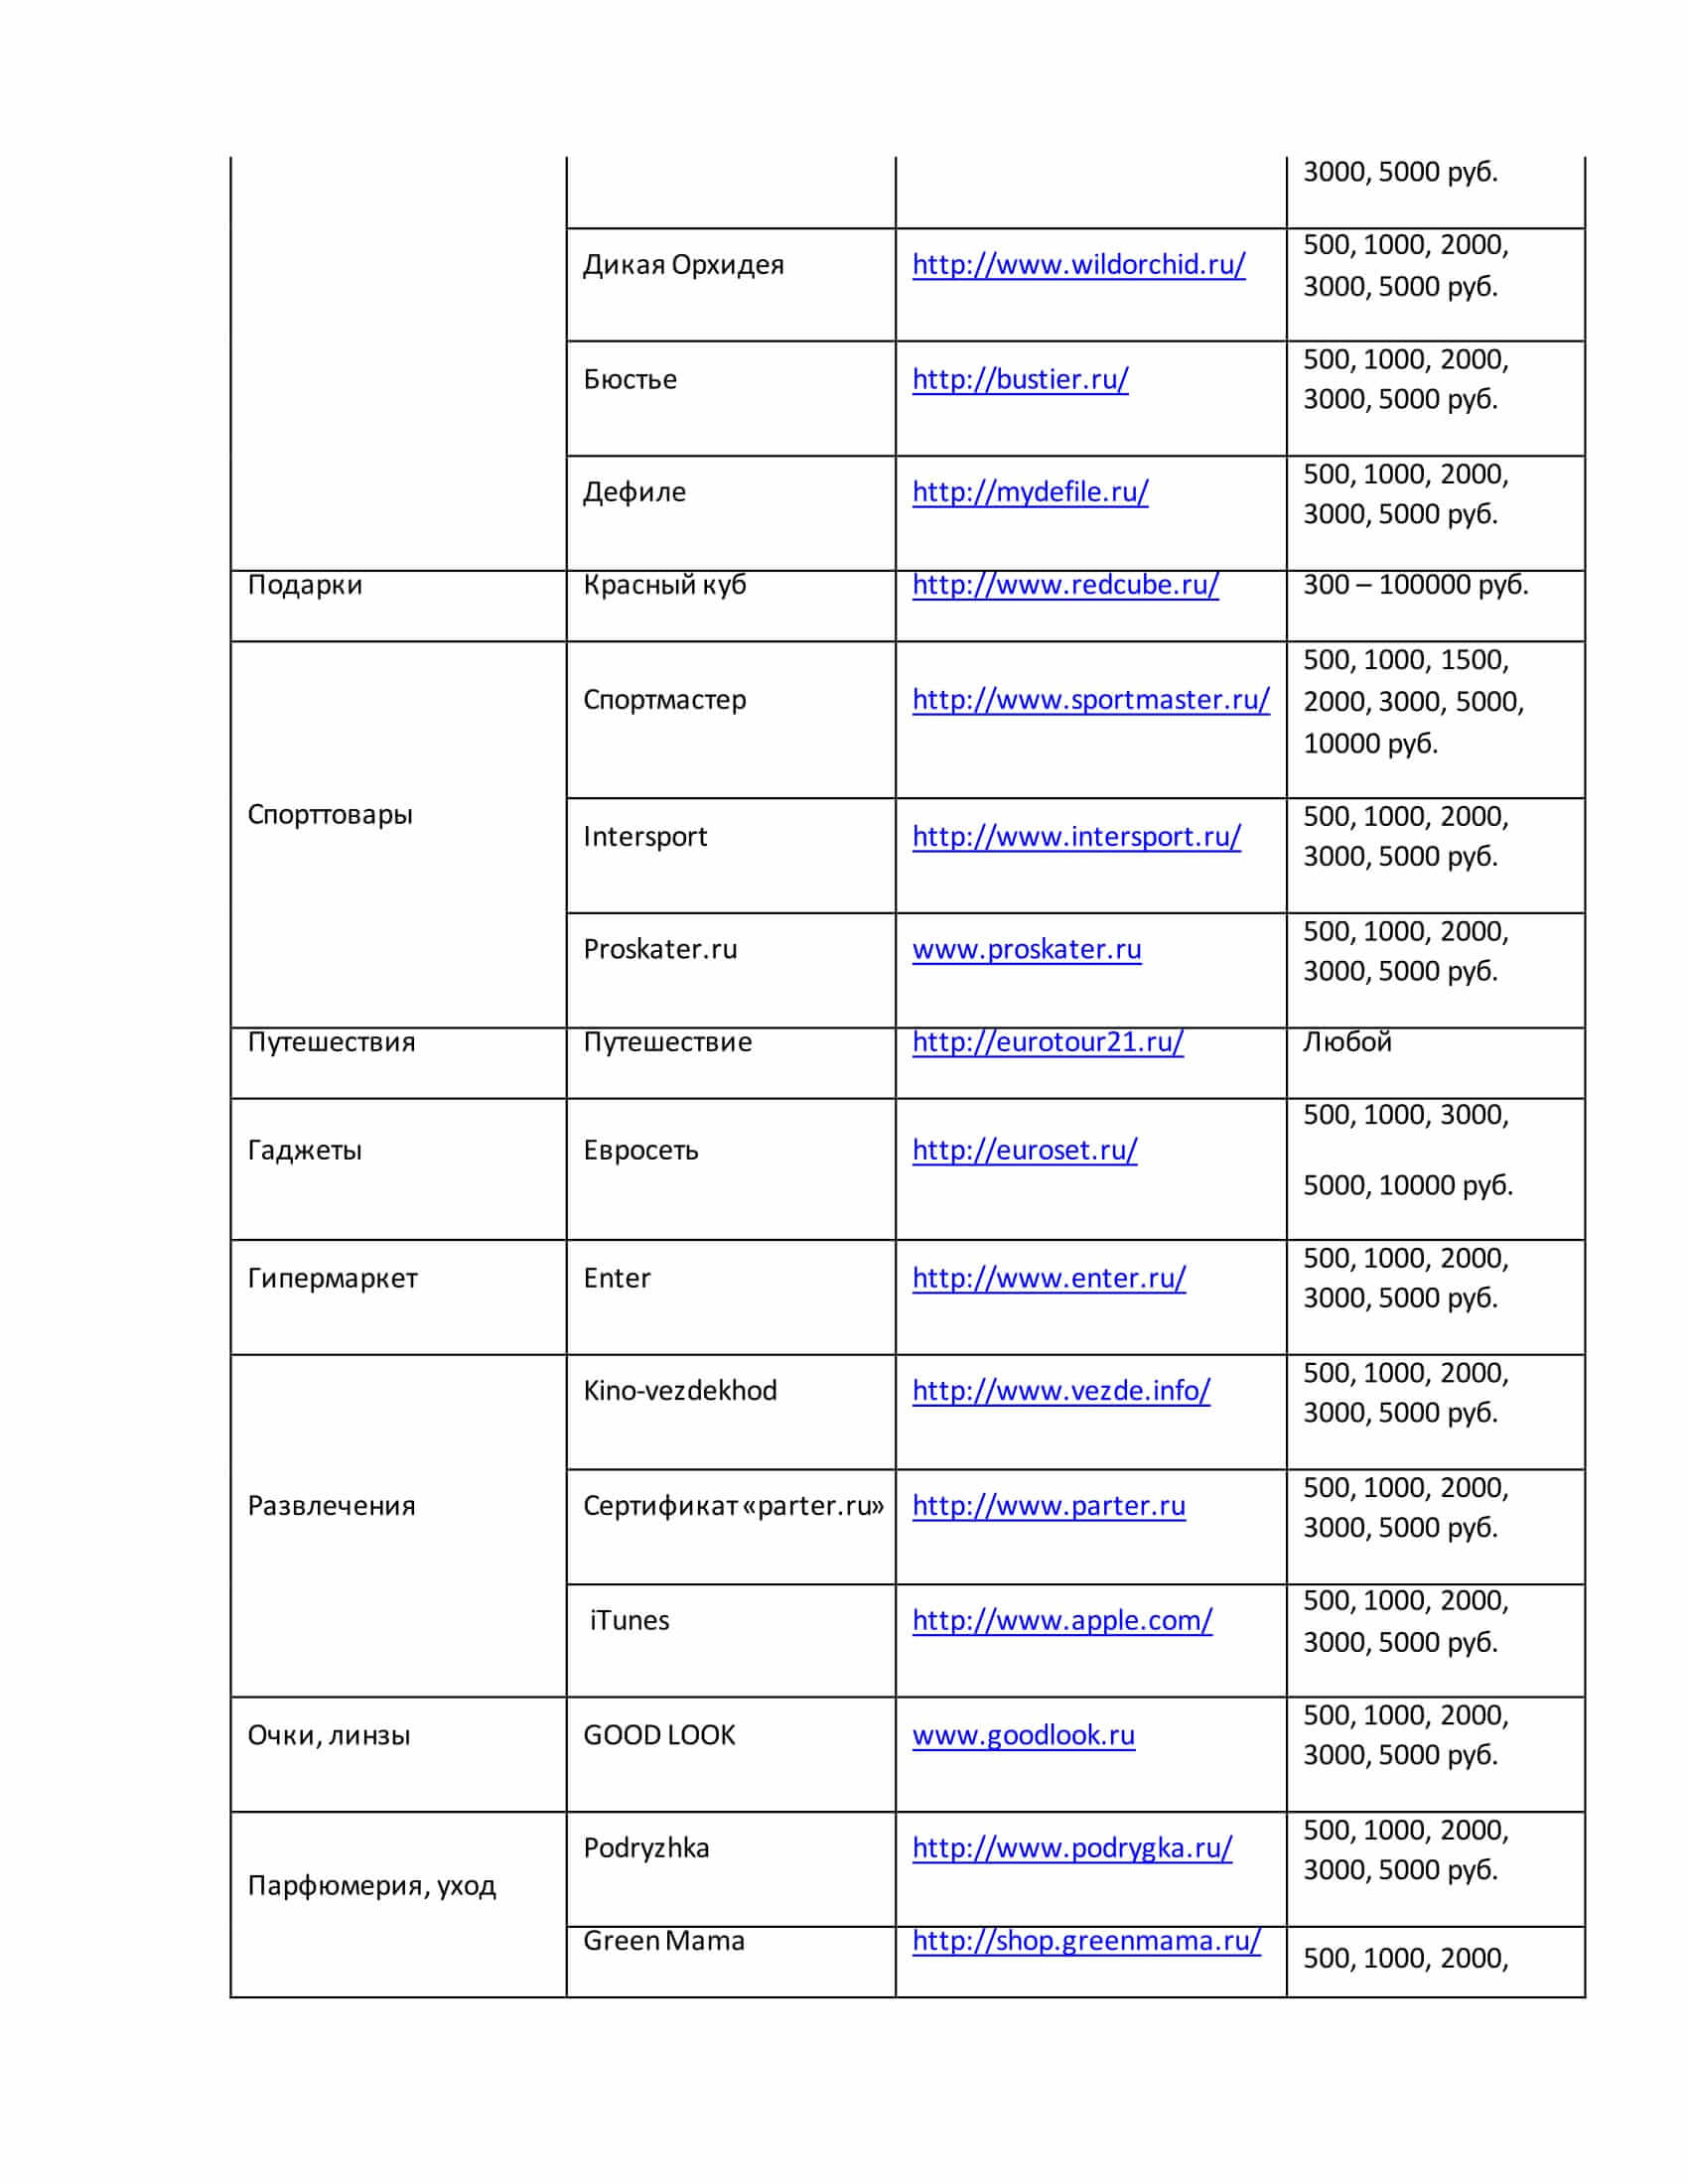 3000, 5000 руб.
Дикая Орхидея
http://www.wildorchid.ru/
500, 1000, 2000,
3000, 5000 руб.
Бюстье
http://bustier.ru/
500, 1000, 2000,
3000, 5000 руб.
Дефиле
http://mydefile.ru/
500, 1000, 2000,
3000, 5000 руб.
Подарки
Красный куб
http://www.redcube.ru/
300 – 100000 руб.
Спорттовары
Спортмастер
http://www.sportmaster.ru/
500, 1000, 1500,
2000, 3000, 5000,
10000 руб.
Intersport
http://www.intersport.ru/
500, 1000, 2000,
3000, 5000 руб.
Proskater.ru
www.proskater.ru
500, 1000, 2000,
3000, 5000 руб.
Путешествия
Путешествие
http://eurotour21.ru/
Любой
Гаджеты
Евросеть
http://euroset.ru/
500, 1000, 3000,
5000, 10000 руб.
Гипермаркет
Enter
http://www.enter.ru/
500, 1000, 2000,
3000, 5000 руб.
Развлечения
Kino-vezdekhod
http://www.vezde.info/
500, 1000, 2000,
3000, 5000 руб.
Сертификат «parter.ru»
http://www.parter.ru
500, 1000, 2000,
3000, 5000 руб.
iTunes
http://www.apple.com/
500, 1000, 2000,
3000, 5000 руб.
Очки, линзы
GOOD LOOK
www.goodlook.ru
500, 1000, 2000,
3000, 5000 руб.
Парфюмерия, уход
Podryzhka
http://www.podrygka.ru/
500, 1000, 2000,
3000, 5000 руб.
Green Mama
http://shop.greenmama.ru/
500, 1000, 2000,